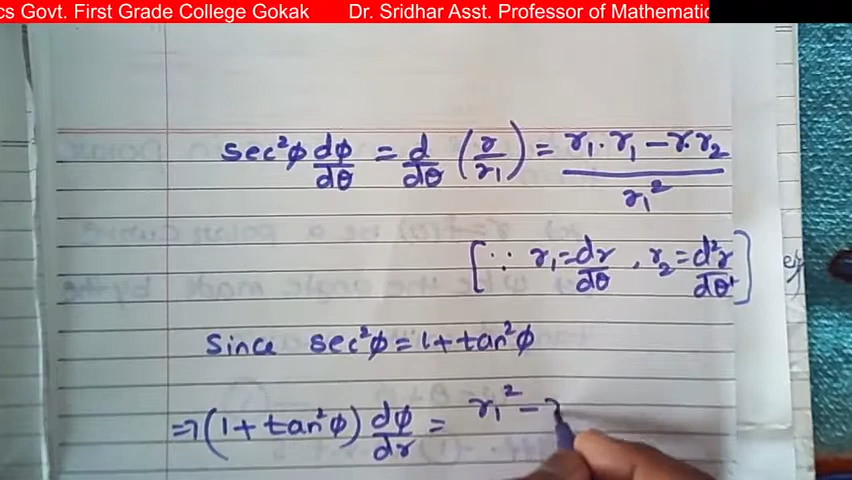 cs Govt. First Grade College Gokak Dr. Sridhar Asst. Professor of Mathematic
sec²φ dφ/dθ = d/dθ (r/r₁) = (r₁·r₁ − r·r₂)/r₁²
[∵ r₁ = dr/dθ, r₂ = d²r/dθ²]
Since sec²φ = 1 + tan²φ
⇒ (1 + tan²φ) dφ/dr = r₁² −